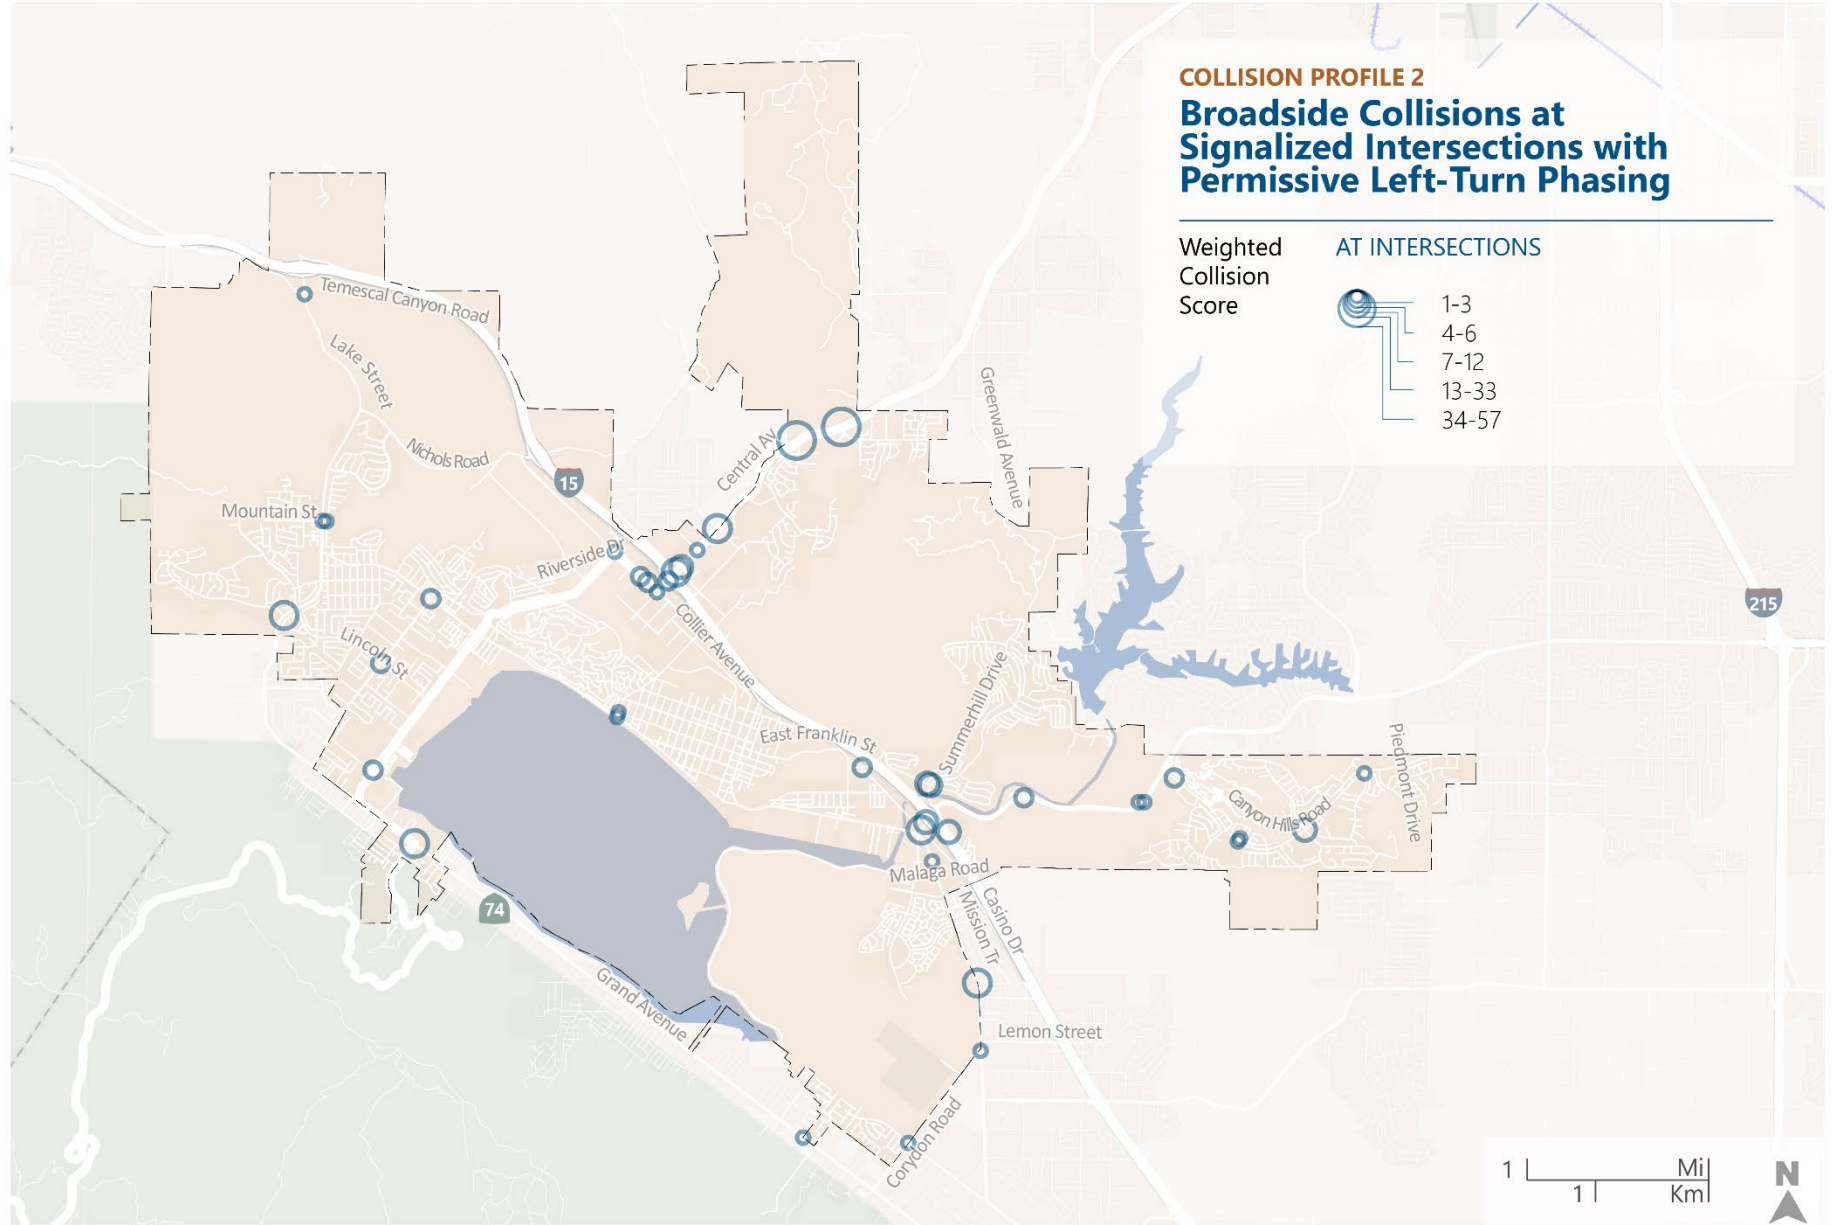 COLLISION PROFILE 2
Broadside Collisions at
Signalized Intersections with
Permissive Left-Turn Phasing
Weighted
Collision
Score
AT INTERSECTIONS
1-3
4-6
7-12
13-33
34-57
Temescal Canyon Road
Lake Street
Nichols Road
15
Central Av
Greenwald Avenue
Mountain St
Riverside Dr
215
Lincoln St
Collier Avenue
Summerhill Drive
East Franklin St
Piedmont Drive
Canyon Hills Road
Malaga Road
74
Casino Dr
Mission Tr
Grand Avenue
Lemon Street
Corydon Road
1 Mi
1 Km
N